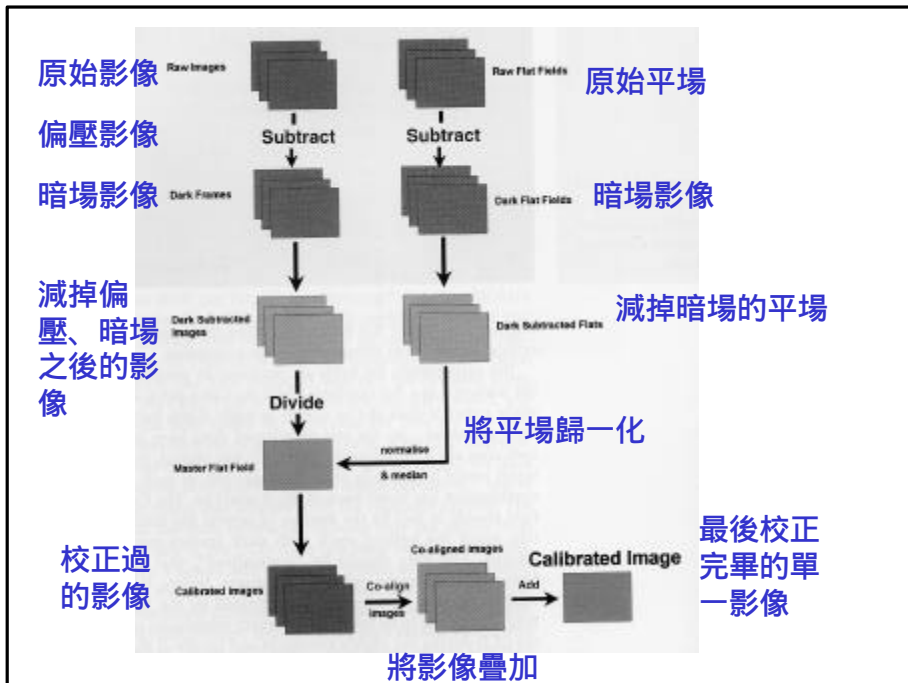 原始影像
Raw Images
Raw Flat Fields
原始平場
偏壓影像
Subtract
Subtract
暗場影像
Dark Frames
Dark Flat Fields
暗場影像
減掉偏
壓、暗場
之後的影
像
Dark Subtracted
Images
Dark Subtracted Flats
減掉暗場的平場
Divide
將平場歸一化
normalise
& median
Master Flat Field
校正過
的影像
Calibrated images
Co-align
images
Co-aligned images
Add
Calibrated Image
最後校正
完畢的單
一影像
將影像疊加